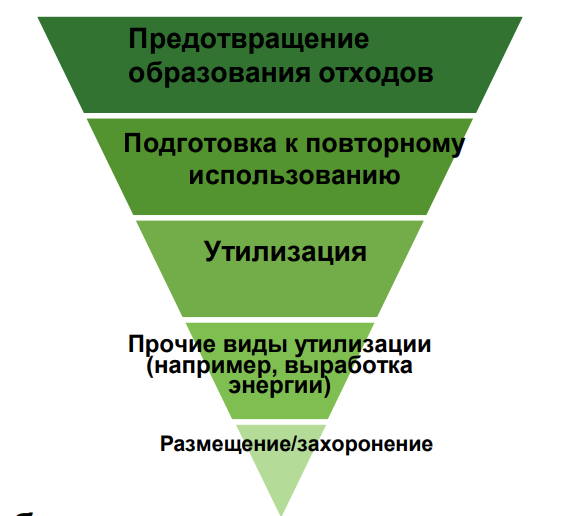 Предотвращение
образования отходов
Подготовка к повторному
использованию
Утилизация
Прочие виды утилизации
(например, выработка
энергии)
Размещение/захоронение